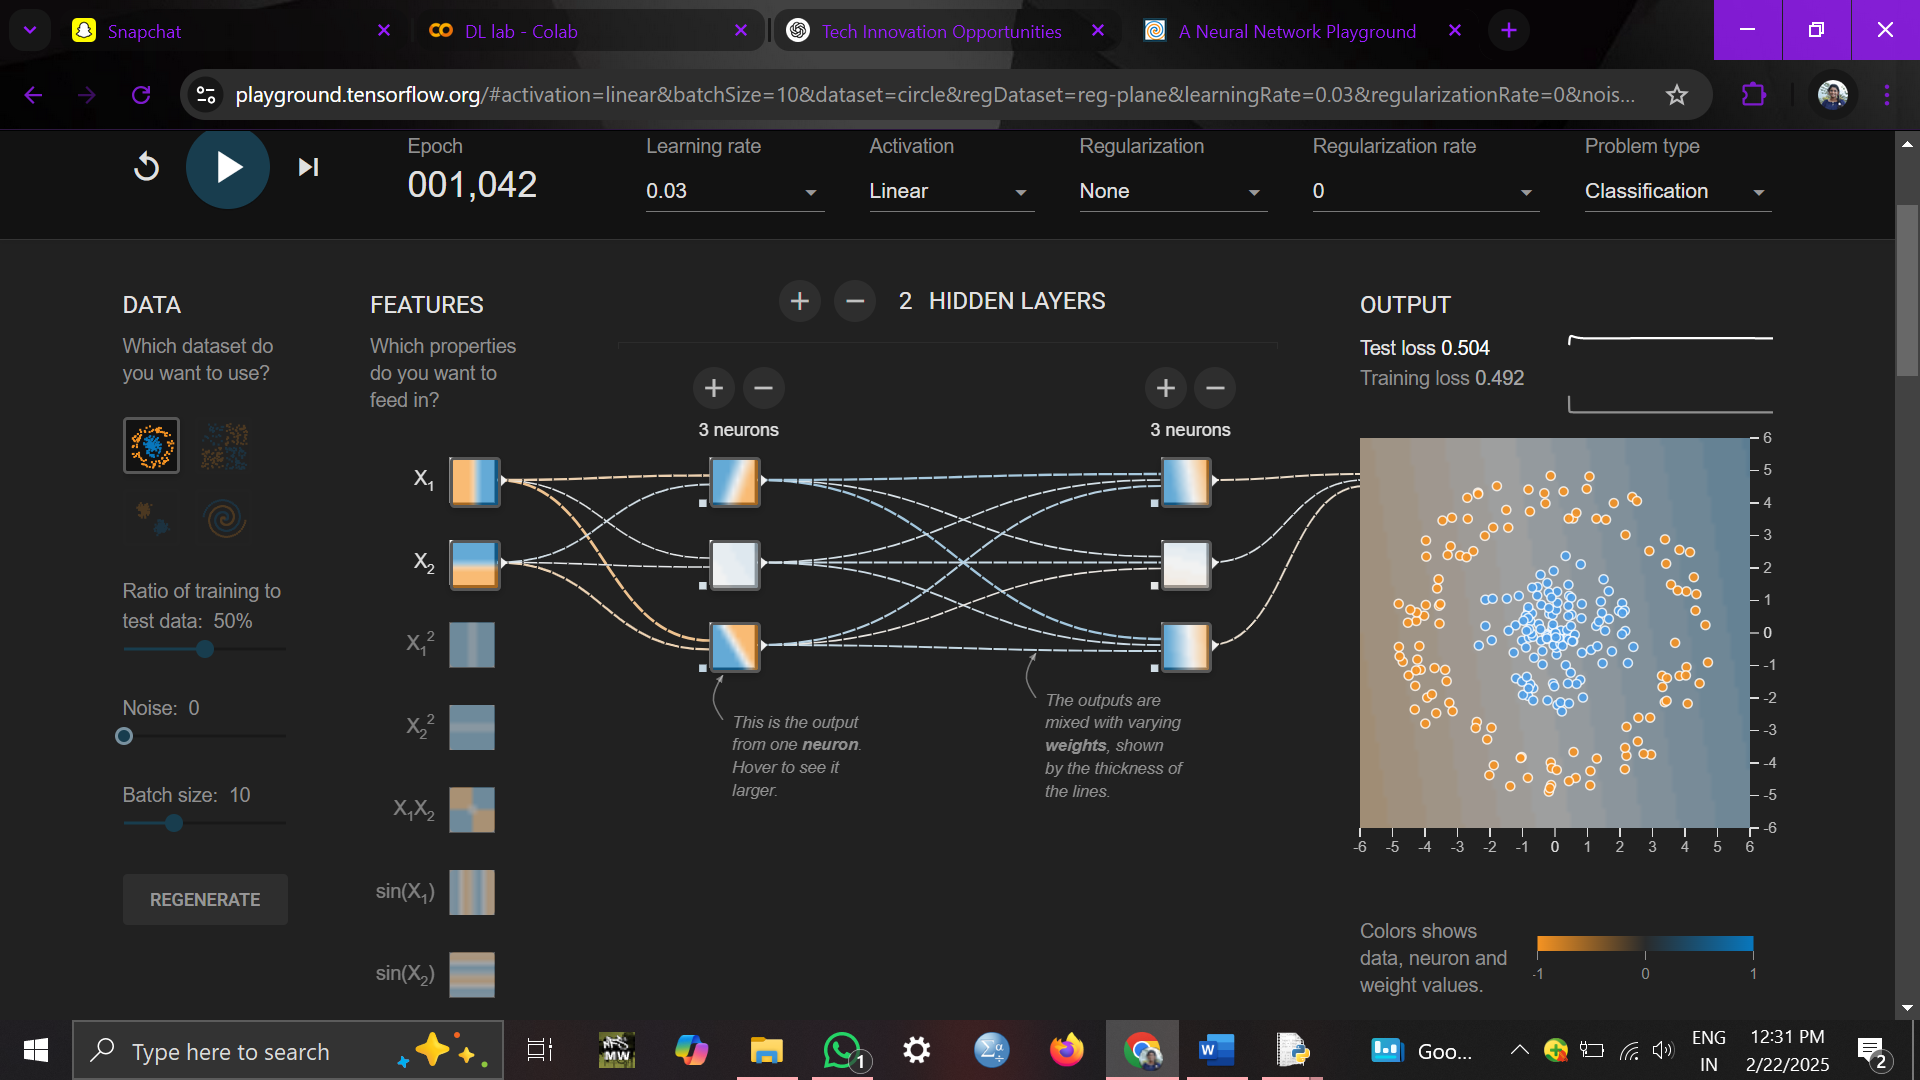 Snapchat
DL lab - Colab
Tech Innovation Opportunities
A Neural Network Playground
playground.tensorflow.org/#activation=linear&batchSize=10&dataset=circle&regDataset=reg-plane&learningRate=0.03&regularizationRate=0&nois...
Epoch
001,042
Learning rate
0.03
Activation
Linear
Regularization
None
Regularization rate
0
Problem type
Classification
DATA
Which dataset do
you want to use?
Ratio of training to
test data: 50%
Noise: 0
Batch size: 10
REGENERATE
FEATURES
Which properties
do you want to
feed in?
X1
X2
X1²
X2²
X1X2
sin(X1)
sin(X2)
2 HIDDEN LAYERS
3 neurons
3 neurons
This is the output
from one neuron.
Hover to see it
larger.
The outputs are
mixed with varying
weights, shown
by the thickness of
the lines.
OUTPUT
Test loss 0.504
Training loss 0.492
6
5
4
3
2
1
0
-1
-2
-3
-4
-5
-6
-6 -5 -4 -3 -2 -1 0 1 2 3 4 5 6
Colors shows
data, neuron and
weight values.
-1 0 1
Type here to search
MW
1
Goo...
ENG
IN
12:31 PM
2/22/2025
2